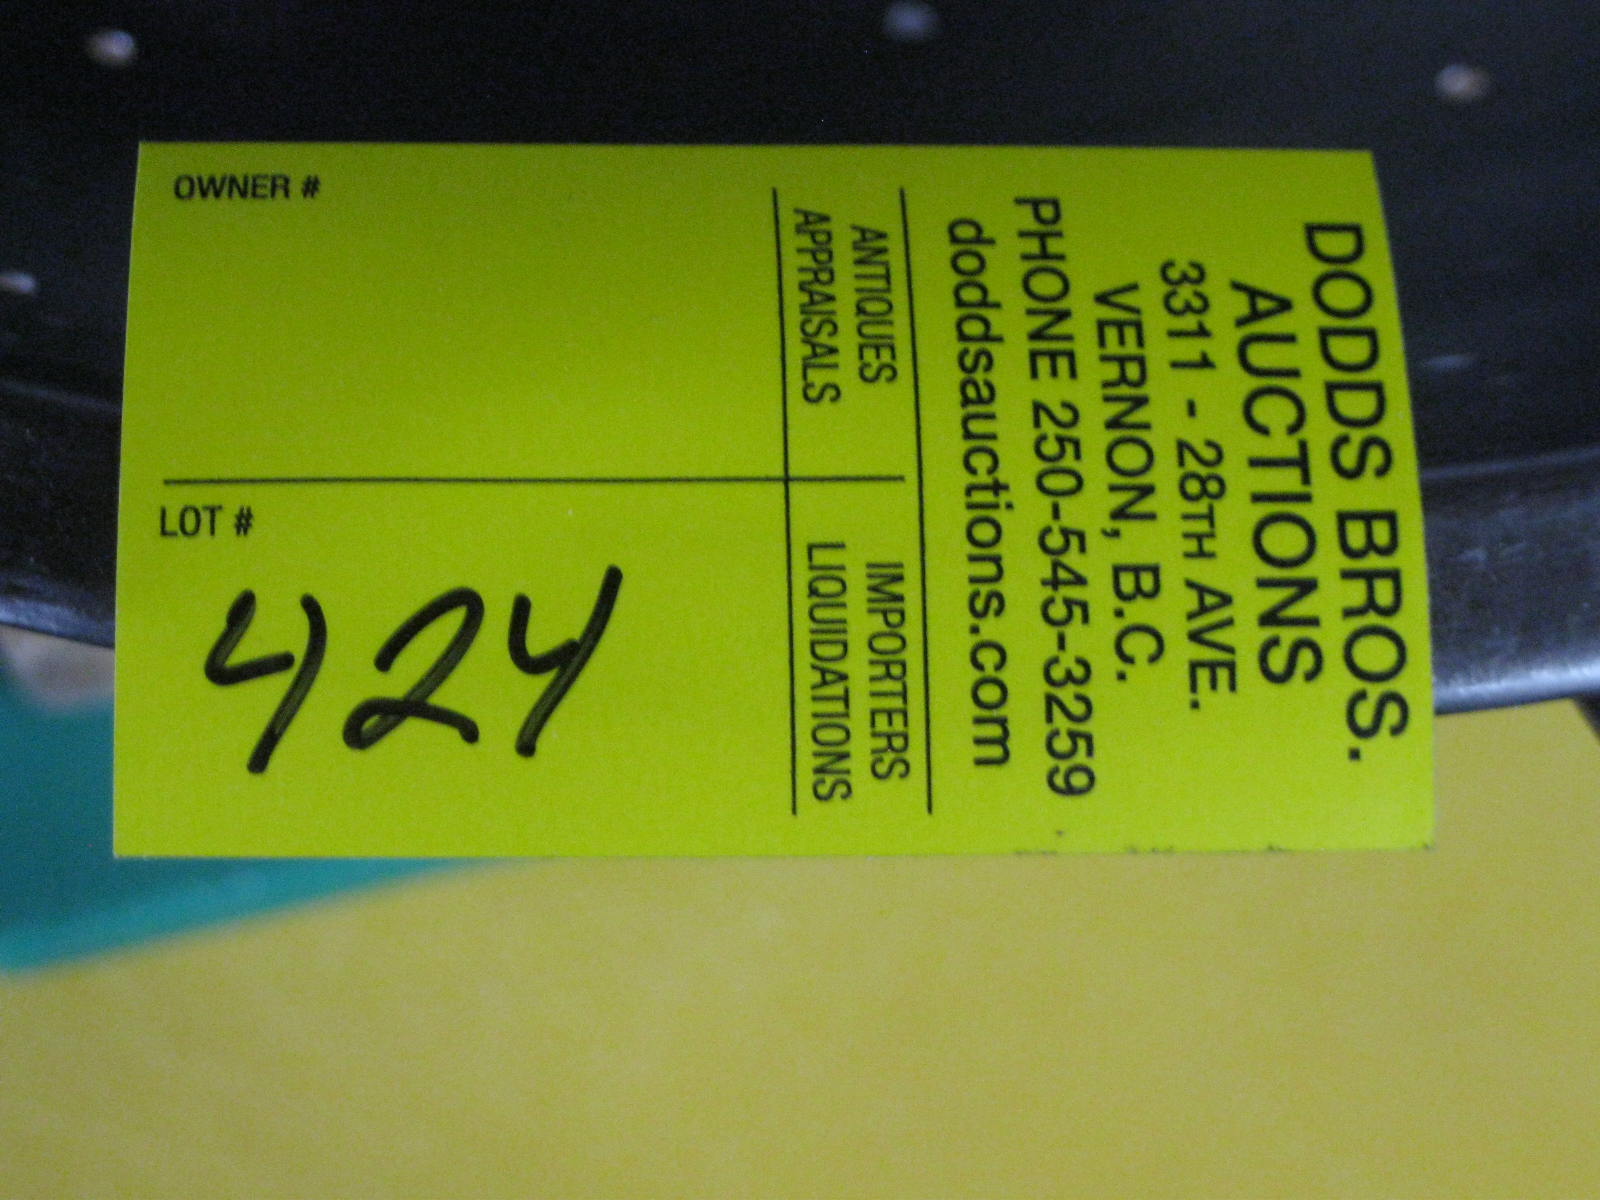 DODDS BROS.
AUCTIONS
3311 - 28TH AVE.
VERNON, B.C.
PHONE 250-545-3259
doddsauctions.com
ANTIQUES
APPRAISALS
IMPORTERS
LIQUIDATIONS
OWNER #
LOT #
424